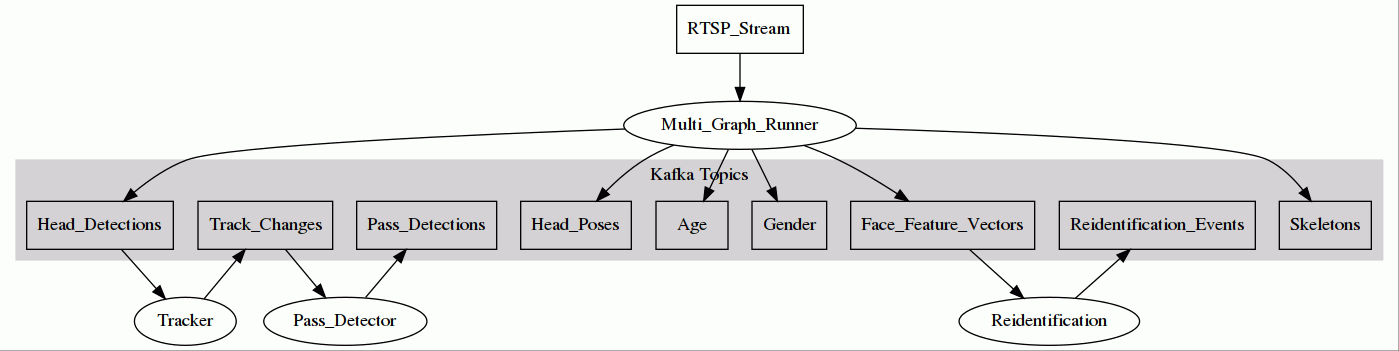 RTSP_Stream
Multi_Graph_Runner
Kafka Topics
Head_Detections
Track_Changes
Pass_Detections
Head_Poses
Age
Gender
Face_Feature_Vectors
Reidentification_Events
Skeletons
Tracker
Pass_Detector
Reidentification